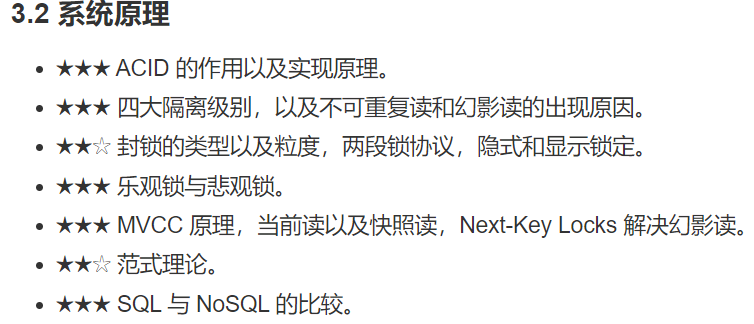 3.2 系统原理
• ★★★ ACID 的作用以及实现原理。
• ★★★ 四大隔离级别，以及不可重复读和幻影读的出现原因。
• ★★☆ 封锁的类型以及粒度，两段锁协议，隐式和显示锁定。
• ★★★ 乐观锁与悲观锁。
• ★★★ MVCC 原理，当前读以及快照读，Next-Key Locks 解决幻影读。
• ★★☆ 范式理论。
• ★★★ SQL 与 NoSQL 的比较。